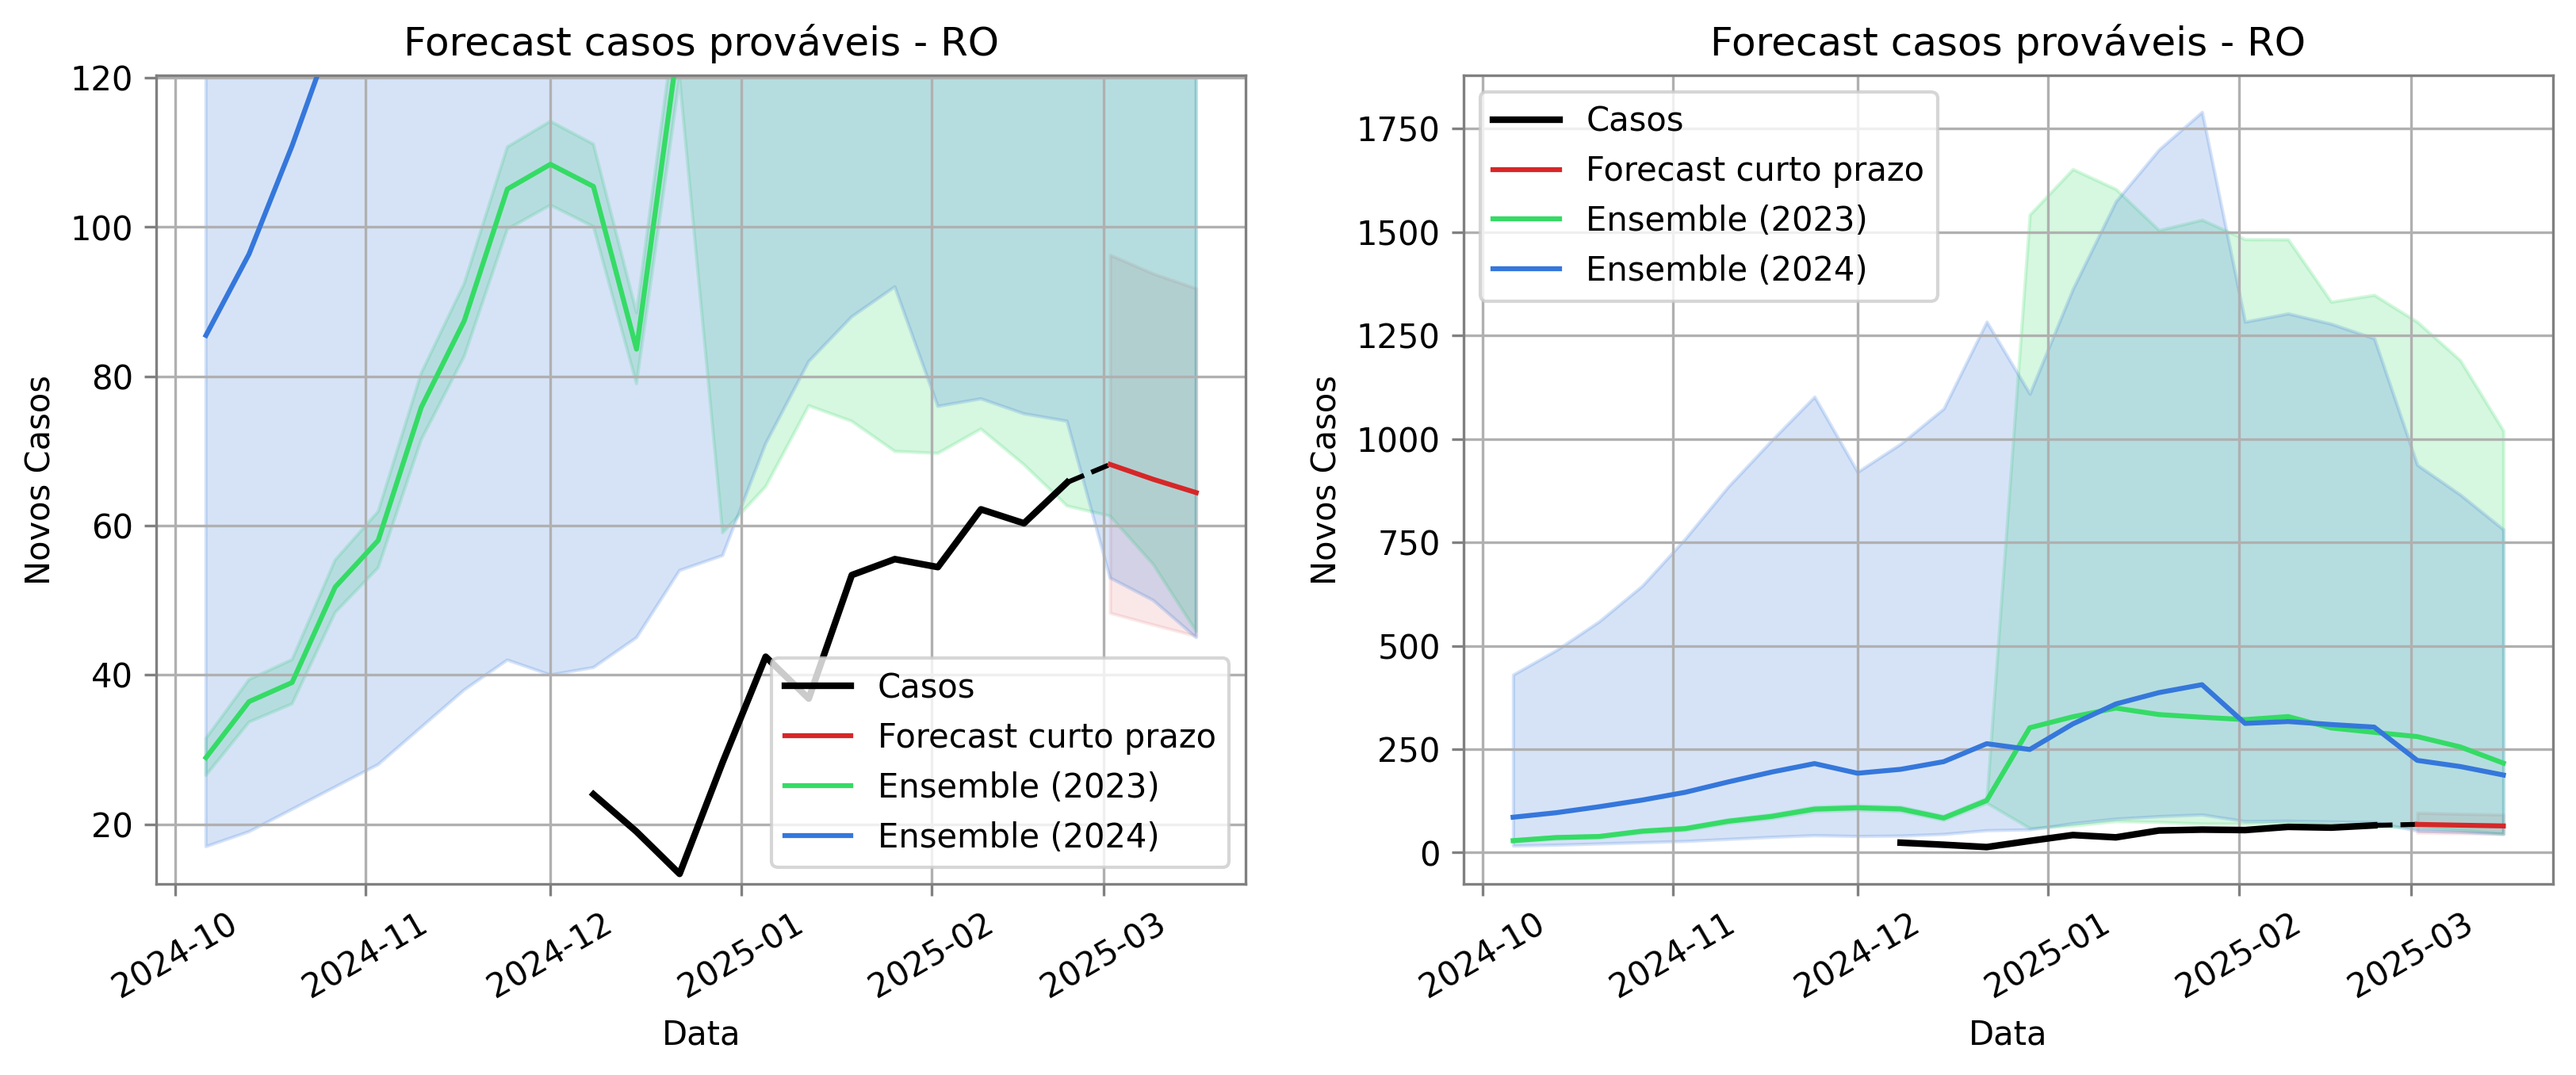 Forecast casos prováveis - RO
120
100
80
60
40
20
Novos Casos
Casos
Forecast curto prazo
Ensemble (2023)
Ensemble (2024)
2024-10
2024-11
2024-12
2025-01
2025-02
2025-03
Data
Forecast casos prováveis - RO
1750
1500
1250
1000
750
500
250
0
Novos Casos
Casos
Forecast curto prazo
Ensemble (2023)
Ensemble (2024)
2024-10
2024-11
2024-12
2025-01
2025-02
2025-03
Data